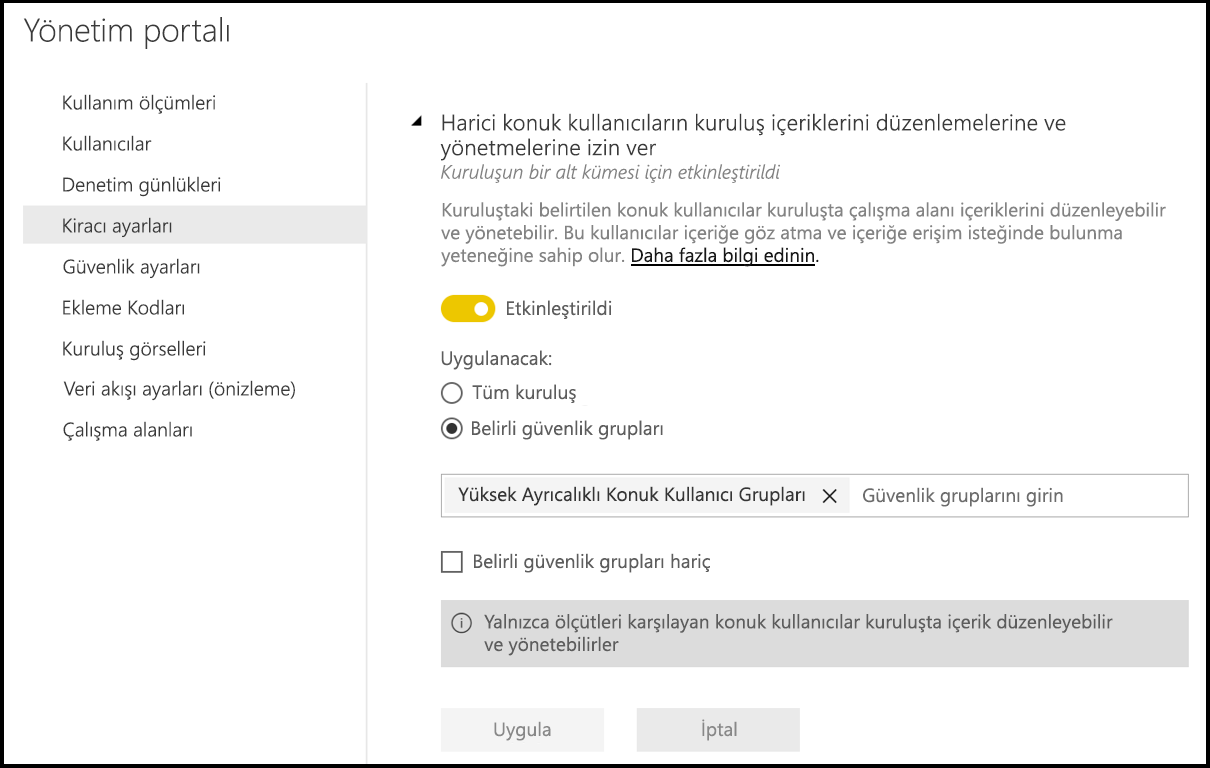 Yönetim portalı
Kullanım ölçümleri
Kullanıcılar
Denetim günlükleri
Kiracı ayarları
Güvenlik ayarları
Ekleme Kodları
Kuruluş görselleri
Veri akışı ayarları (önizleme)
Çalışma alanları
Harici konuk kullanıcıların kuruluş içeriklerini düzenlemelerine ve
yönetmelerine izin ver
Kuruluşun bir alt kümesi için etkinleştirildi
Kuruluştaki belirtilen konuk kullanıcılar kuruluşta çalışma alanı içeriklerini düzenleyebilir
ve yönetebilir. Bu kullanıcılar içeriğe göz atma ve içeriğe erişim isteğinde bulunma
yeteneğine sahip olur. Daha fazla bilgi edinin.
Etkinleştirildi
Uygulanacak:
Tüm kuruluş
Belirli güvenlik grupları
Yüksek Ayrıcalıklı Konuk Kullanıcı Grupları Güvenlik gruplarını girin
Belirli güvenlik grupları hariç
Yalnızca ölçütleri karşılayan konuk kullanıcılar kuruluşta içerik düzenleyebilir
ve yönetebilirler
Uygula İptal